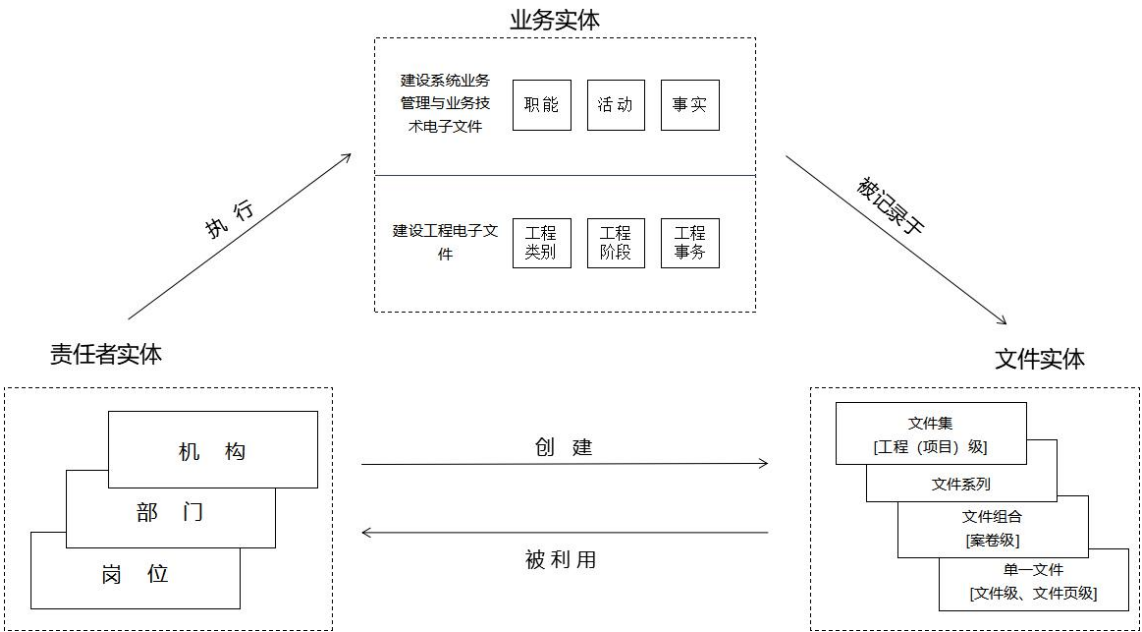 业务实体
建设系统业务
管理与业务技
术电子文件
职能
活动
事实
建设工程电子文
件
工程
类别
工程
阶段
工程
事务
执 行
被记录于
责任者实体
机 构
部 门
岗 位
创 建
被 利 用
文件实体
文件集
[工程（项目）级]
文件系列
文件组合
[案卷级]
单一文件
[文件级、文件页级]